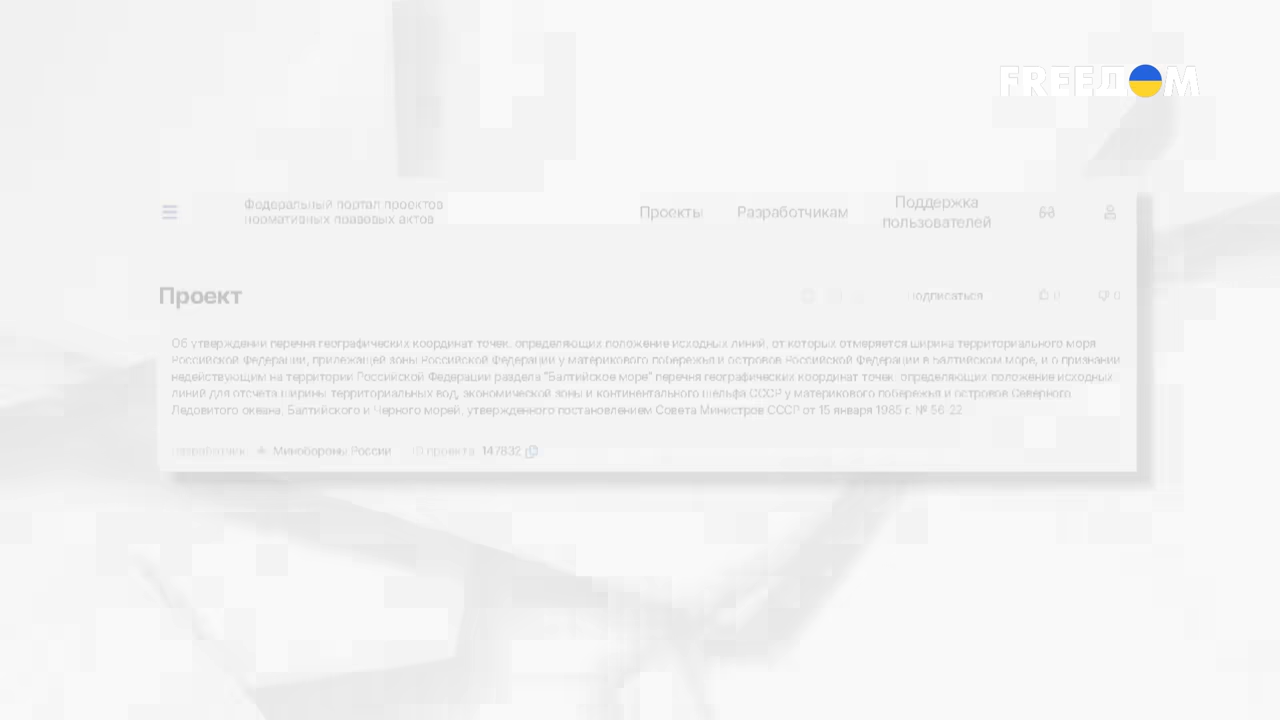 FREEДOM
Федеральный портал проектов
нормативных правовых актов
Проекты
Разработчикам
Поддержка
пользователей
Проект
подписаться
0
0
Об утверждении перечня географических координат точек, определяющих положение исходных линий, от которых отмеряется ширина территориального моря
Российской Федерации, прилежащей зоны Российской Федерации у материкового побережья и островов Российской Федерации в Балтийском море, и о признании
недействующим на территории Российской Федерации раздела "Балтийское море" перечня географических координат точек, определяющих положение исходных
линий для отсчета ширины территориальных вод, экономической зоны и континентального шельфа СССР у материкового побережья и островов Северного
Ледовитого океана, Балтийского и Черного морей, утвержденного постановлением Совета Министров СССР от 15 января 1985 г. № 56-22
Разработчик Минобороны России ID проекта 147832